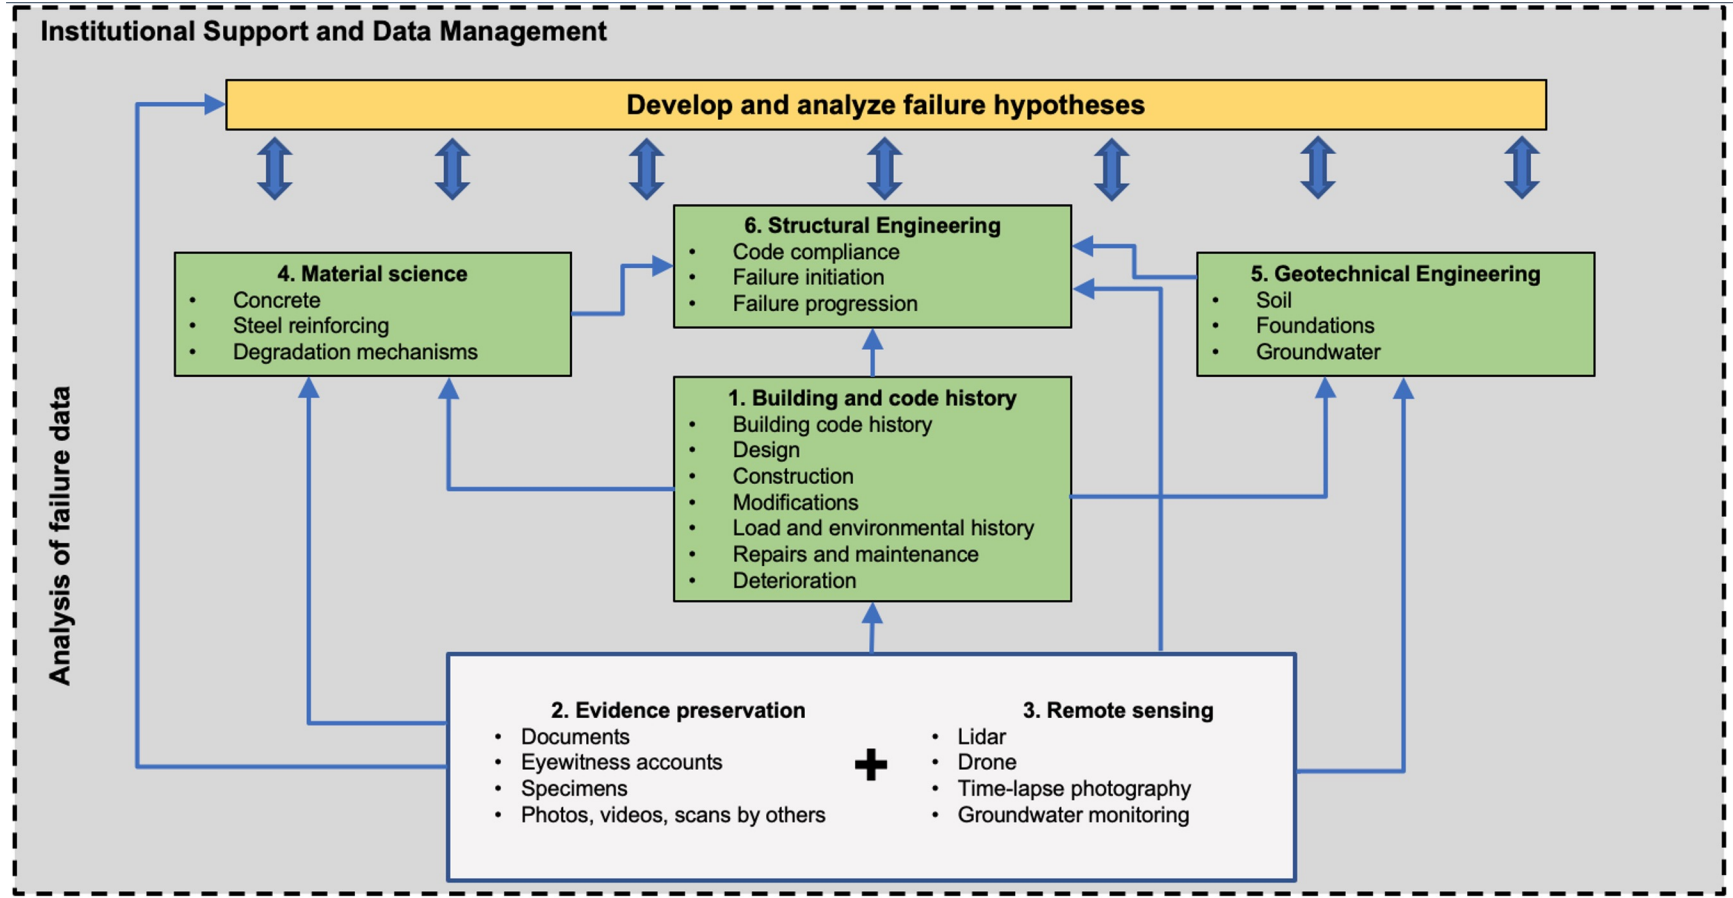 Institutional Support and Data Management
Develop and analyze failure hypotheses
6. Structural Engineering
• Code compliance
• Failure initiation
• Failure progression
4. Material science
• Concrete
• Steel reinforcing
• Degradation mechanisms
5. Geotechnical Engineering
• Soil
• Foundations
• Groundwater
1. Building and code history
• Building code history
• Design
• Construction
• Modifications
• Load and environmental history
• Repairs and maintenance
• Deterioration
Analysis of failure data
2. Evidence preservation
• Documents
• Eyewitness accounts
• Specimens
• Photos, videos, scans by others
+
3. Remote sensing
• Lidar
• Drone
• Time-lapse photography
• Groundwater monitoring